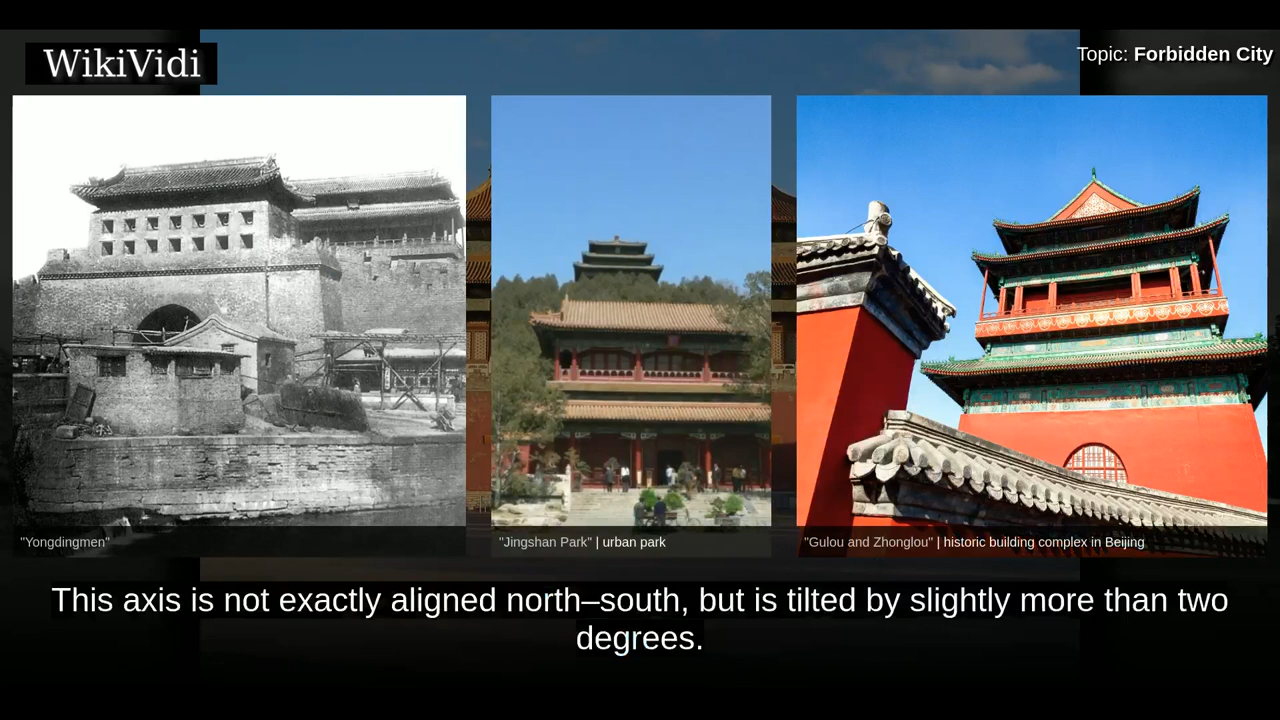 WikiVidi
Topic: Forbidden City
"Yongdingmen"
"Jingshan Park" | urban park
"Gulou and Zhonglou" | historic building complex in Beijing
This axis is not exactly aligned north–south, but is tilted by slightly more than two
degrees.